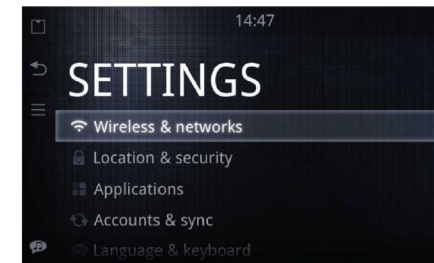 14:47
SETTINGS
Wireless & networks
Location & security
Applications
Accounts & sync
Language & keyboard